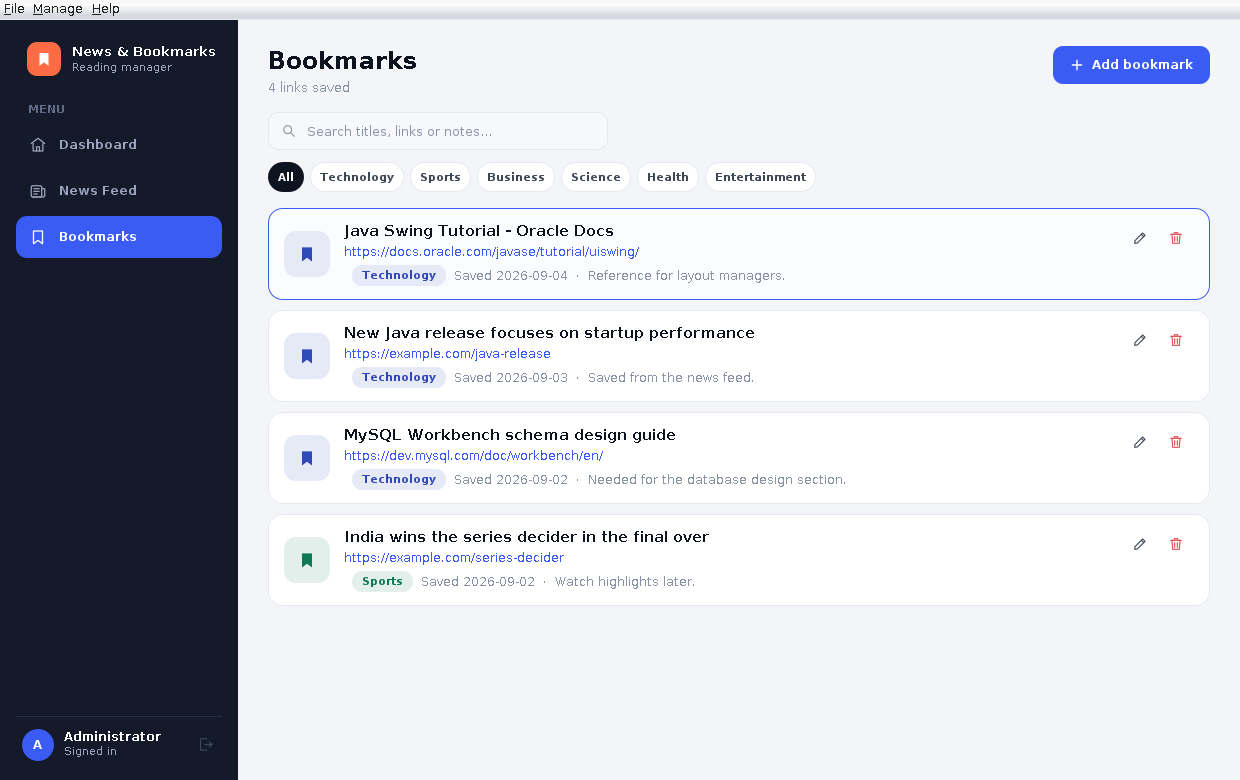 File Manage Help
News & Bookmarks
Reading manager
MENU
Dashboard
News Feed
Bookmarks
A
Administrator
Signed in
Bookmarks
4 links saved
+ Add bookmark
Search titles, links or notes...
All Technology Sports Business Science Health Entertainment
Java Swing Tutorial - Oracle Docs
https://docs.oracle.com/javase/tutorial/uiswing/
Technology Saved 2026-09-04 · Reference for layout managers.
New Java release focuses on startup performance
https://example.com/java-release
Technology Saved 2026-09-03 · Saved from the news feed.
MySQL Workbench schema design guide
https://dev.mysql.com/doc/workbench/en/
Technology Saved 2026-09-02 · Needed for the database design section.
India wins the series decider in the final over
https://example.com/series-decider
Sports Saved 2026-09-02 · Watch highlights later.